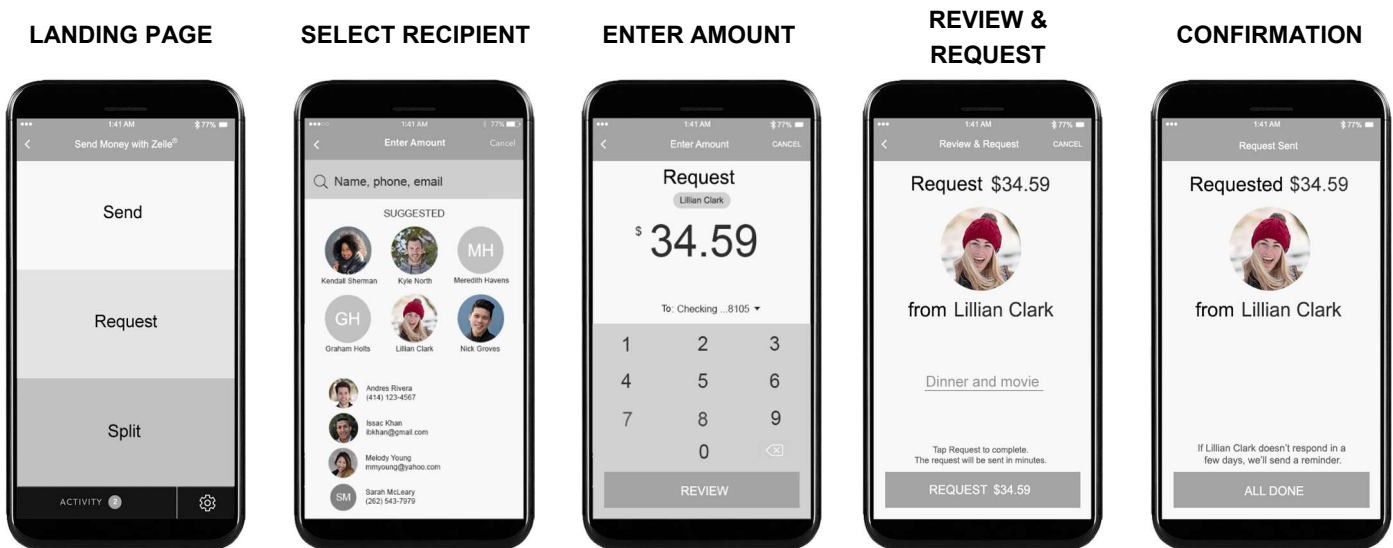 LANDING PAGE
1:41 AM
77%
Send Money with Zelle®
Send
Request
Split
ACTIVITY 2
SELECT RECIPIENT
1:41 AM
77%
Enter Amount
Cancel
Name, phone, email
SUGGESTED
MH
Kendall Sherman
Kyle North
Meredith Havens
GH
Graham Holts
Lillian Clark
Nick Groves
Andres Rivera
(414) 123-4567
Issac Khan
ibkhan@gmail.com
Melody Young
mmyoung@yahoo.com
SM
Sarah McLeary
(262) 543-7979
ENTER AMOUNT
1:41 AM
77%
Enter Amount
CANCEL
Request
Lillian Clark
$ 34.59
To: Checking ...8105
1 2 3
4 5 6
7 8 9
0
REVIEW
REVIEW &
REQUEST
1:41 AM
77%
Review & Request
CANCEL
Request $34.59
from Lillian Clark
Dinner and movie
Tap Request to complete.
The request will be sent in minutes.
REQUEST $34.59
CONFIRMATION
1:41 AM
77%
Request Sent
Requested $34.59
from Lillian Clark
If Lillian Clark doesn't respond in a
few days, we'll send a reminder.
ALL DONE